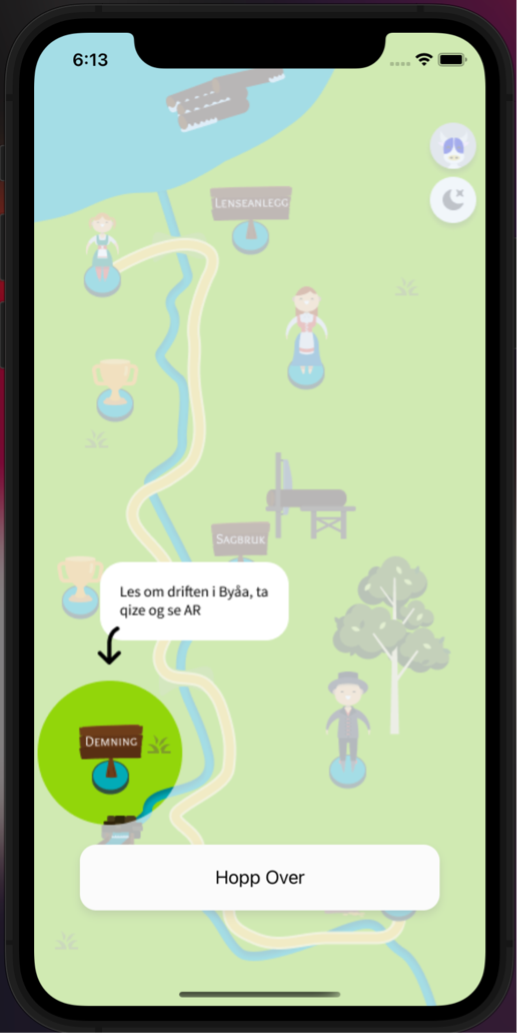 6:13
LENSEANLEGG
SAGBRUK
Les om driften i Byåa, ta
qize og se AR
DEMNING
Hopp Over